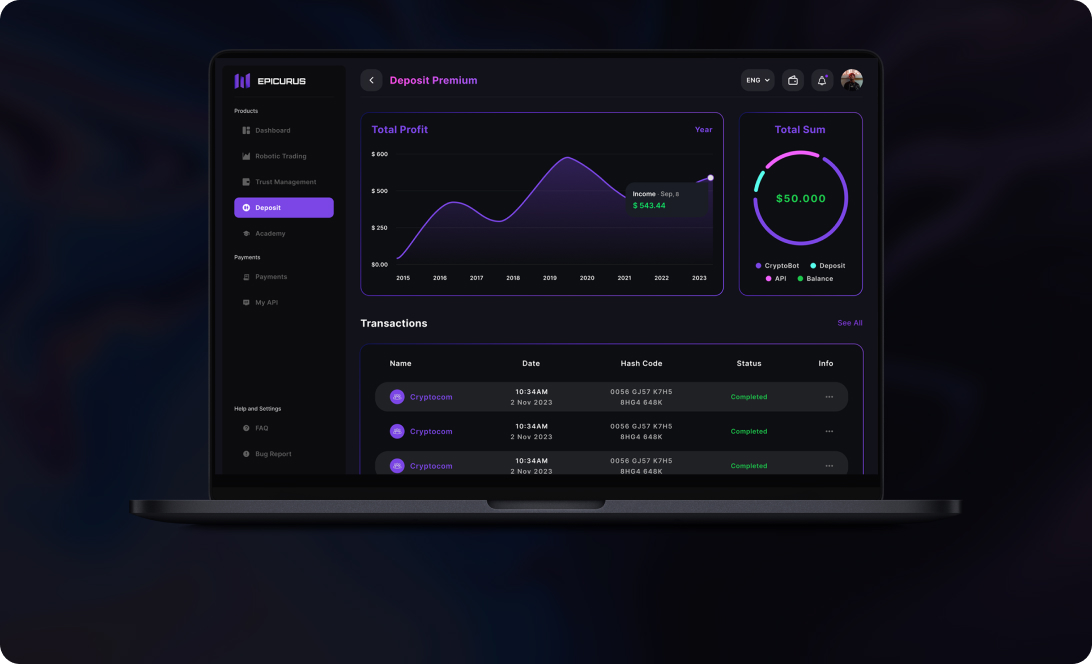 EPICURUS
Products
Dashboard
Robotic Trading
Trust Management
Deposit
Academy
Payments
Payments
My API
Help and Settings
FAQ
Bug Report
Deposit Premium
ENG
Total Profit
Year
$ 600
$ 500
$ 250
$0.00
Income · Sep, 8
$ 543.44
2015 2016 2017 2018 2019 2020 2021 2022 2023
Total Sum
$50.000
CryptoBot Deposit
API Balance
Transactions
See All
Name Date Hash Code Status Info
Cryptocom 10:34AM 0056 GJ57 K7H5 Completed ...
2 Nov 2023 8HG4 648K
Cryptocom 10:34AM 0056 GJ57 K7H5 Completed ...
2 Nov 2023 8HG4 648K
Cryptocom 10:34AM 0056 GJ57 K7H5 Completed ...
2 Nov 2023 8HG4 648K